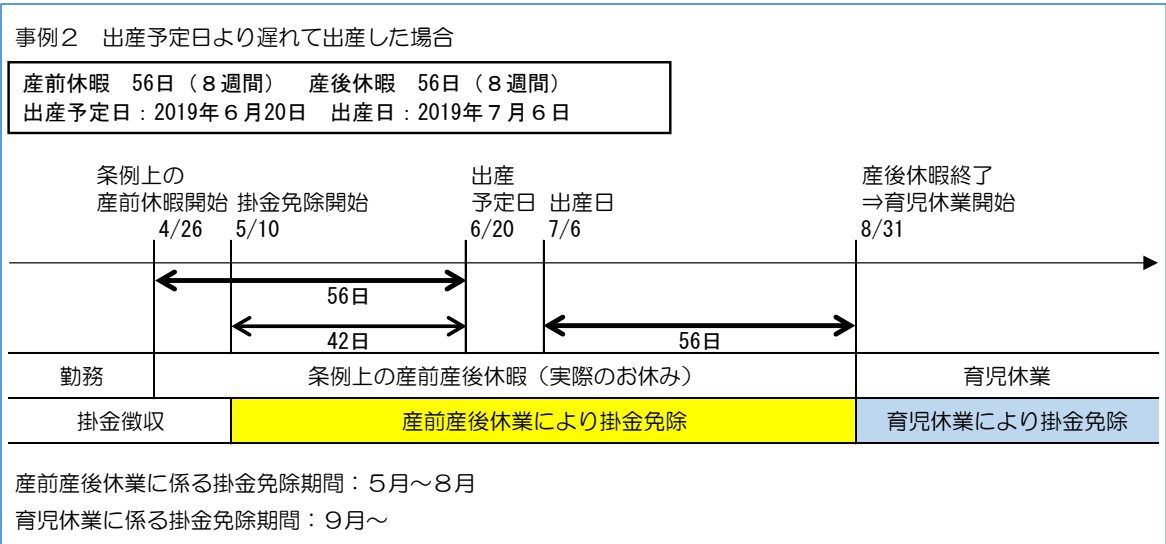 事例2　出産予定日より遅れて出産した場合
産前休暇　56日（８週間）　　産後休暇　56日（８週間）
出産予定日：2019年６月20日　出産日：2019年７月６日
条例上の
産前休暇開始
4/26
掛金免除開始
5/10
出産
予定日
6/20
出産日
7/6
産後休暇終了
⇒育児休業開始
8/31
56日
42日
56日
勤務
条例上の産前産後休暇（実際のお休み）
育児休業
掛金徴収
産前産後休業により掛金免除
育児休業により掛金免除
産前産後休業に係る掛金免除期間：５月～８月
育児休業に係る掛金免除期間：９月～